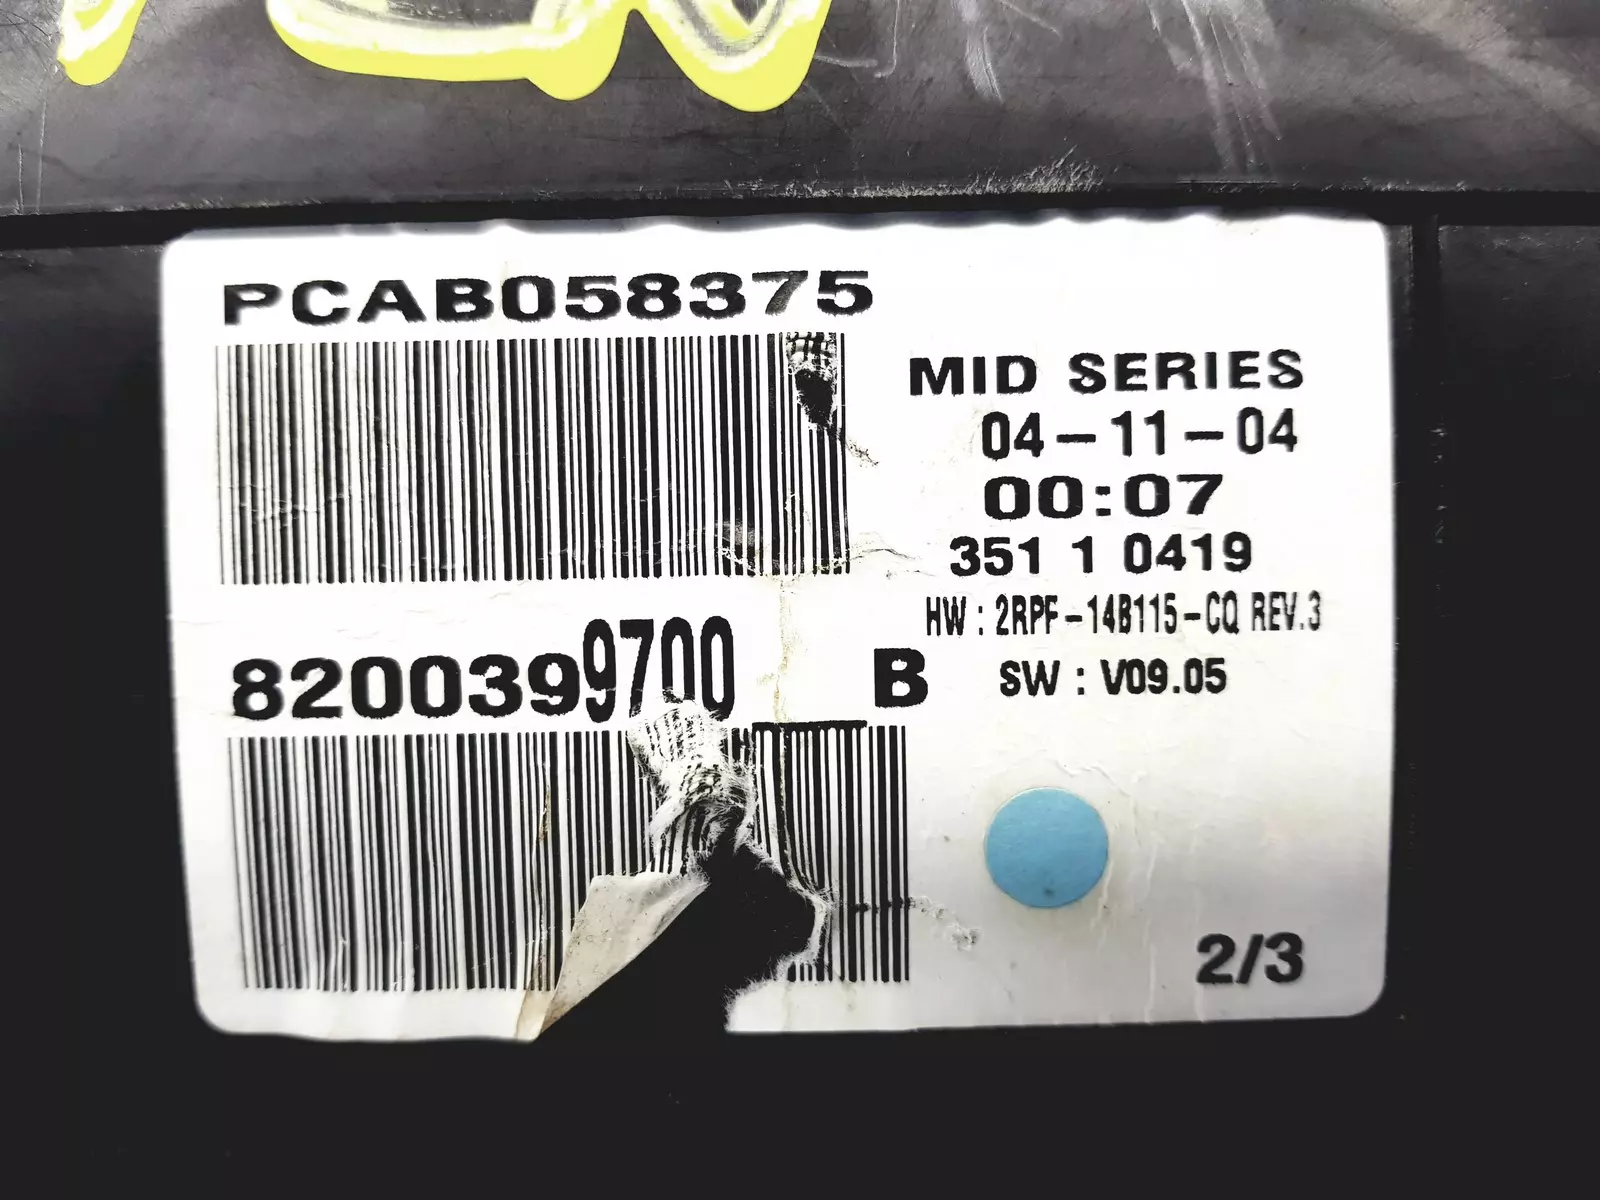 PCAB058375
MID SERIES
04-11-04
00:07
351 1 0419
HW : 2RPF-14B115-CQ REV.3
8200399700 B
SW : V09.05
2/3